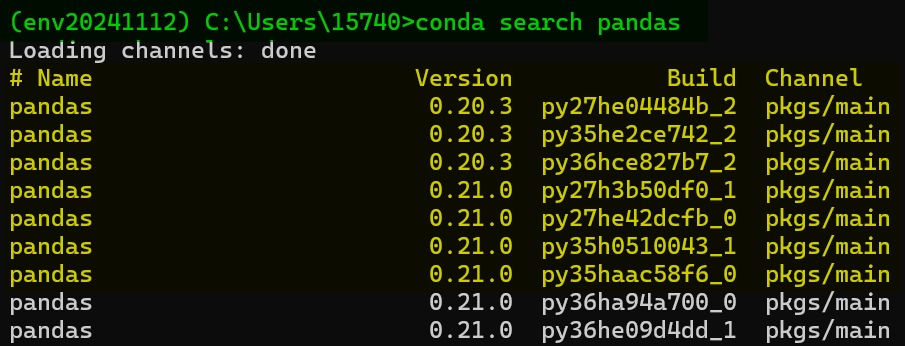 (env20241112) C:\Users\15740>conda search pandas
Loading channels: done
# Name Version Build Channel
pandas 0.20.3 py27he04484b_2 pkgs/main
pandas 0.20.3 py35he2ce742_2 pkgs/main
pandas 0.20.3 py36hce827b7_2 pkgs/main
pandas 0.21.0 py27h3b50df0_1 pkgs/main
pandas 0.21.0 py27he42dcfb_0 pkgs/main
pandas 0.21.0 py35h0510043_1 pkgs/main
pandas 0.21.0 py35haac58f6_0 pkgs/main
pandas 0.21.0 py36ha94a700_0 pkgs/main
pandas 0.21.0 py36he09d4dd_1 pkgs/main